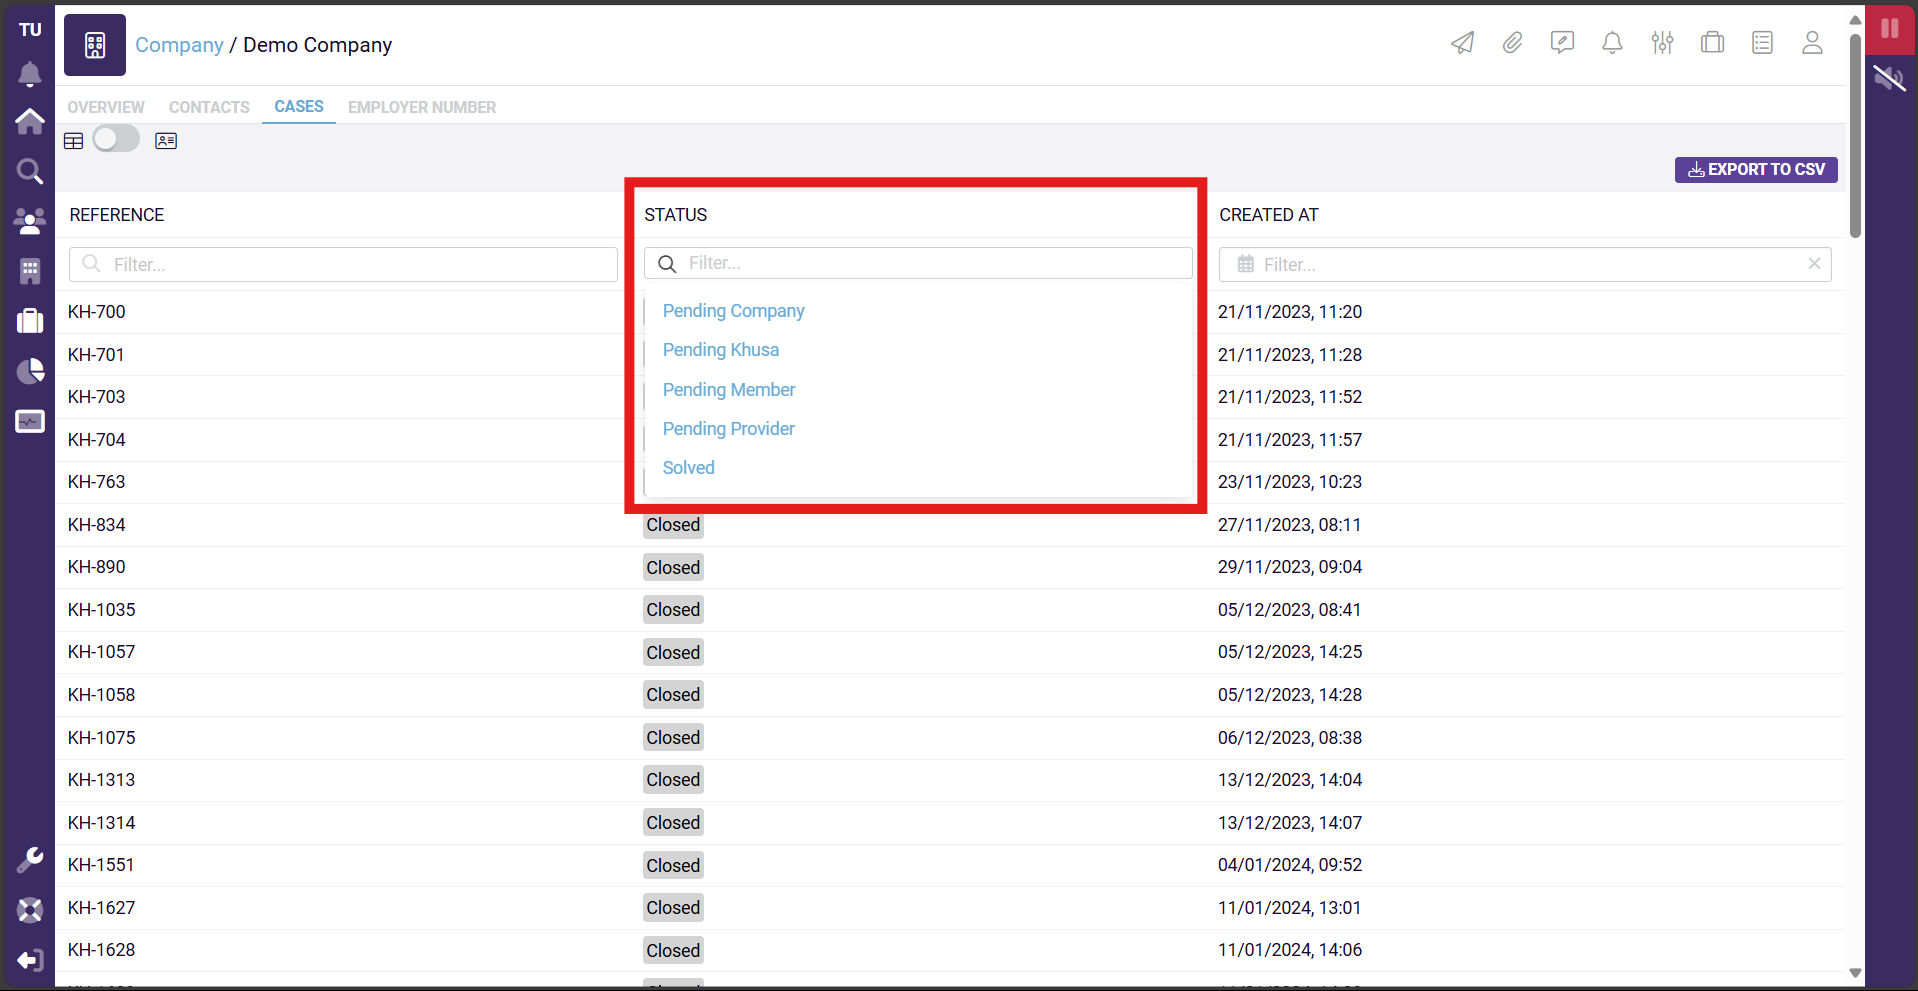 TU
Company / Demo Company
OVERVIEW CONTACTS CASES EMPLOYER NUMBER
EXPORT TO CSV
REFERENCE STATUS CREATED AT
Filter... Filter... Filter...
KH-700 Pending Company 21/11/2023, 11:20
KH-701 Pending Khusa 21/11/2023, 11:28
KH-703 Pending Member 21/11/2023, 11:52
KH-704 Pending Provider 21/11/2023, 11:57
KH-763 Solved 23/11/2023, 10:23
KH-834 Closed 27/11/2023, 08:11
KH-890 Closed 29/11/2023, 09:04
KH-1035 Closed 05/12/2023, 08:41
KH-1057 Closed 05/12/2023, 14:25
KH-1058 Closed 05/12/2023, 14:28
KH-1075 Closed 06/12/2023, 08:38
KH-1313 Closed 13/12/2023, 14:04
KH-1314 Closed 13/12/2023, 14:07
KH-1551 Closed 04/01/2024, 09:52
KH-1627 Closed 11/01/2024, 13:01
KH-1628 Closed 11/01/2024, 14:06